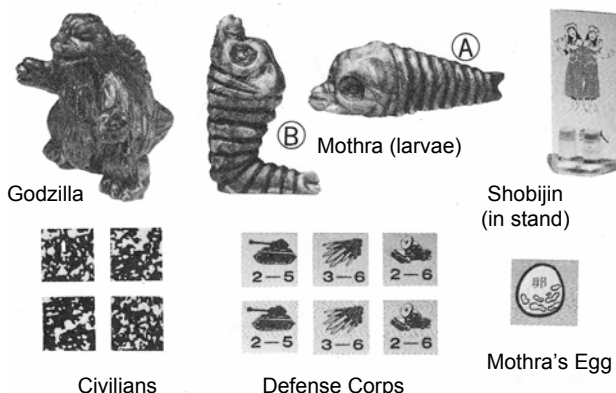 A
B
Mothra (larvae)
Godzilla
Shobijin
(in stand)
2–5
3–6
2–6
2–5
3–6
2–6
卵
Mothra's Egg
Civilians
Defense Corps